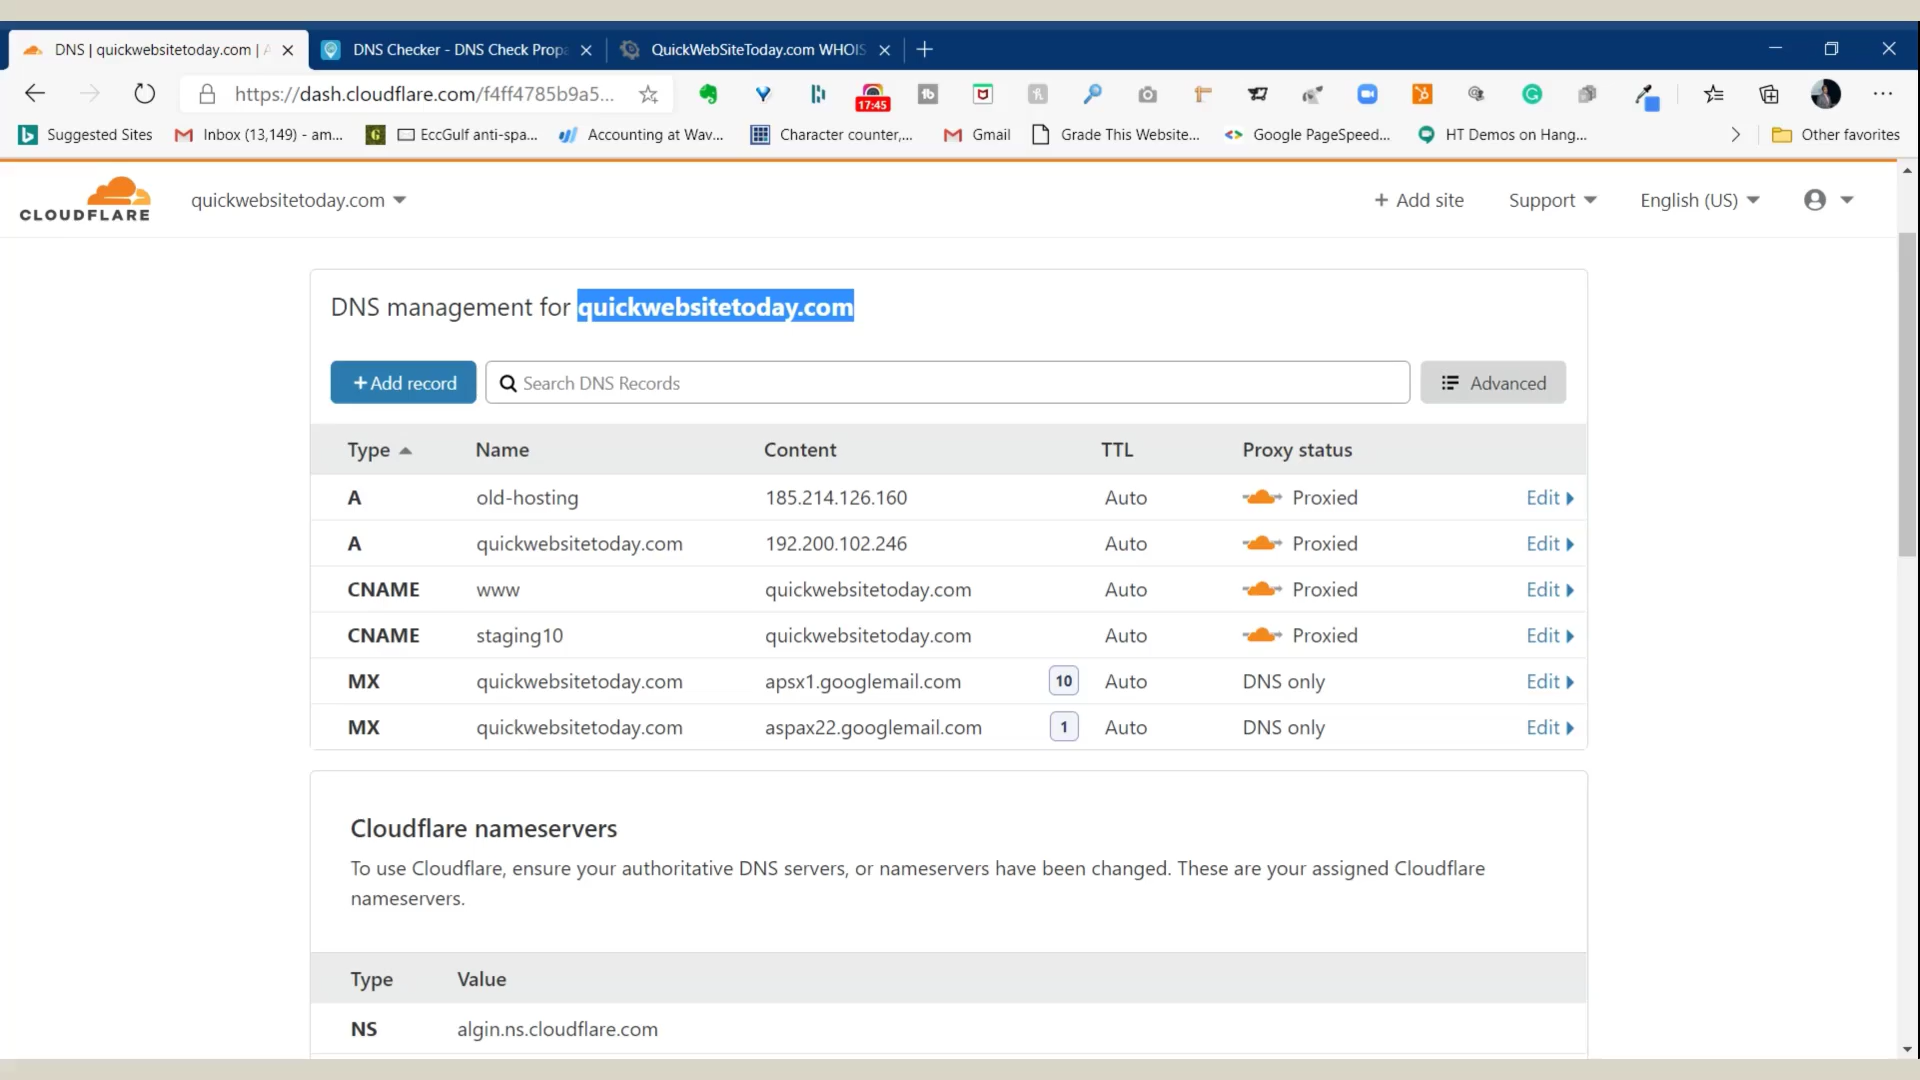 DNS | quickwebsitetoday.com | A
DNS Checker - DNS Check Propa
QuickWebSiteToday.com WHOIS
https://dash.cloudflare.com/f4ff4785b9a5...
17:45
Suggested Sites
Inbox (13,149) - am...
EccGulf anti-spa...
Accounting at Wav...
Character counter,...
Gmail
Grade This Website...
Google PageSpeed...
HT Demos on Hang...
Other favorites
CLOUDFLARE
quickwebsitetoday.com
+ Add site
Support
English (US)
DNS management for quickwebsitetoday.com
+ Add record
Search DNS Records
Advanced
Type Name Content TTL Proxy status
A old-hosting 185.214.126.160 Auto Proxied Edit
A quickwebsitetoday.com 192.200.102.246 Auto Proxied Edit
CNAME www quickwebsitetoday.com Auto Proxied Edit
CNAME staging10 quickwebsitetoday.com Auto Proxied Edit
MX quickwebsitetoday.com apsx1.googlemail.com 10 Auto DNS only Edit
MX quickwebsitetoday.com aspax22.googlemail.com 1 Auto DNS only Edit
Cloudflare nameservers
To use Cloudflare, ensure your authoritative DNS servers, or nameservers have been changed. These are your assigned Cloudflare
nameservers.
Type Value
NS algin.ns.cloudflare.com